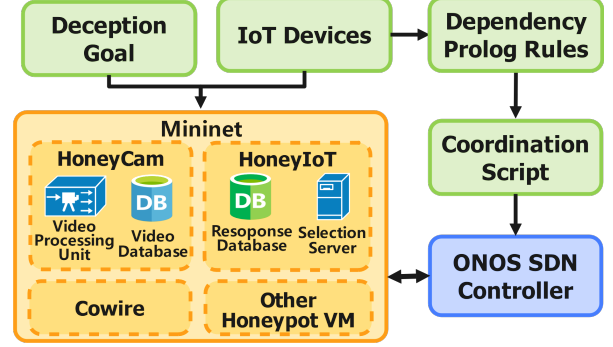 Deception
Goal
IoT Devices
Dependency
Prolog Rules
Mininet
HoneyCam
HoneyIoT
DB
DB
Video
Processing
Unit
Video
Database
Resoponse
Database
Selection
Server
Coordination
Script
Cowire
Other
Honeypot VM
ONOS SDN
Controller